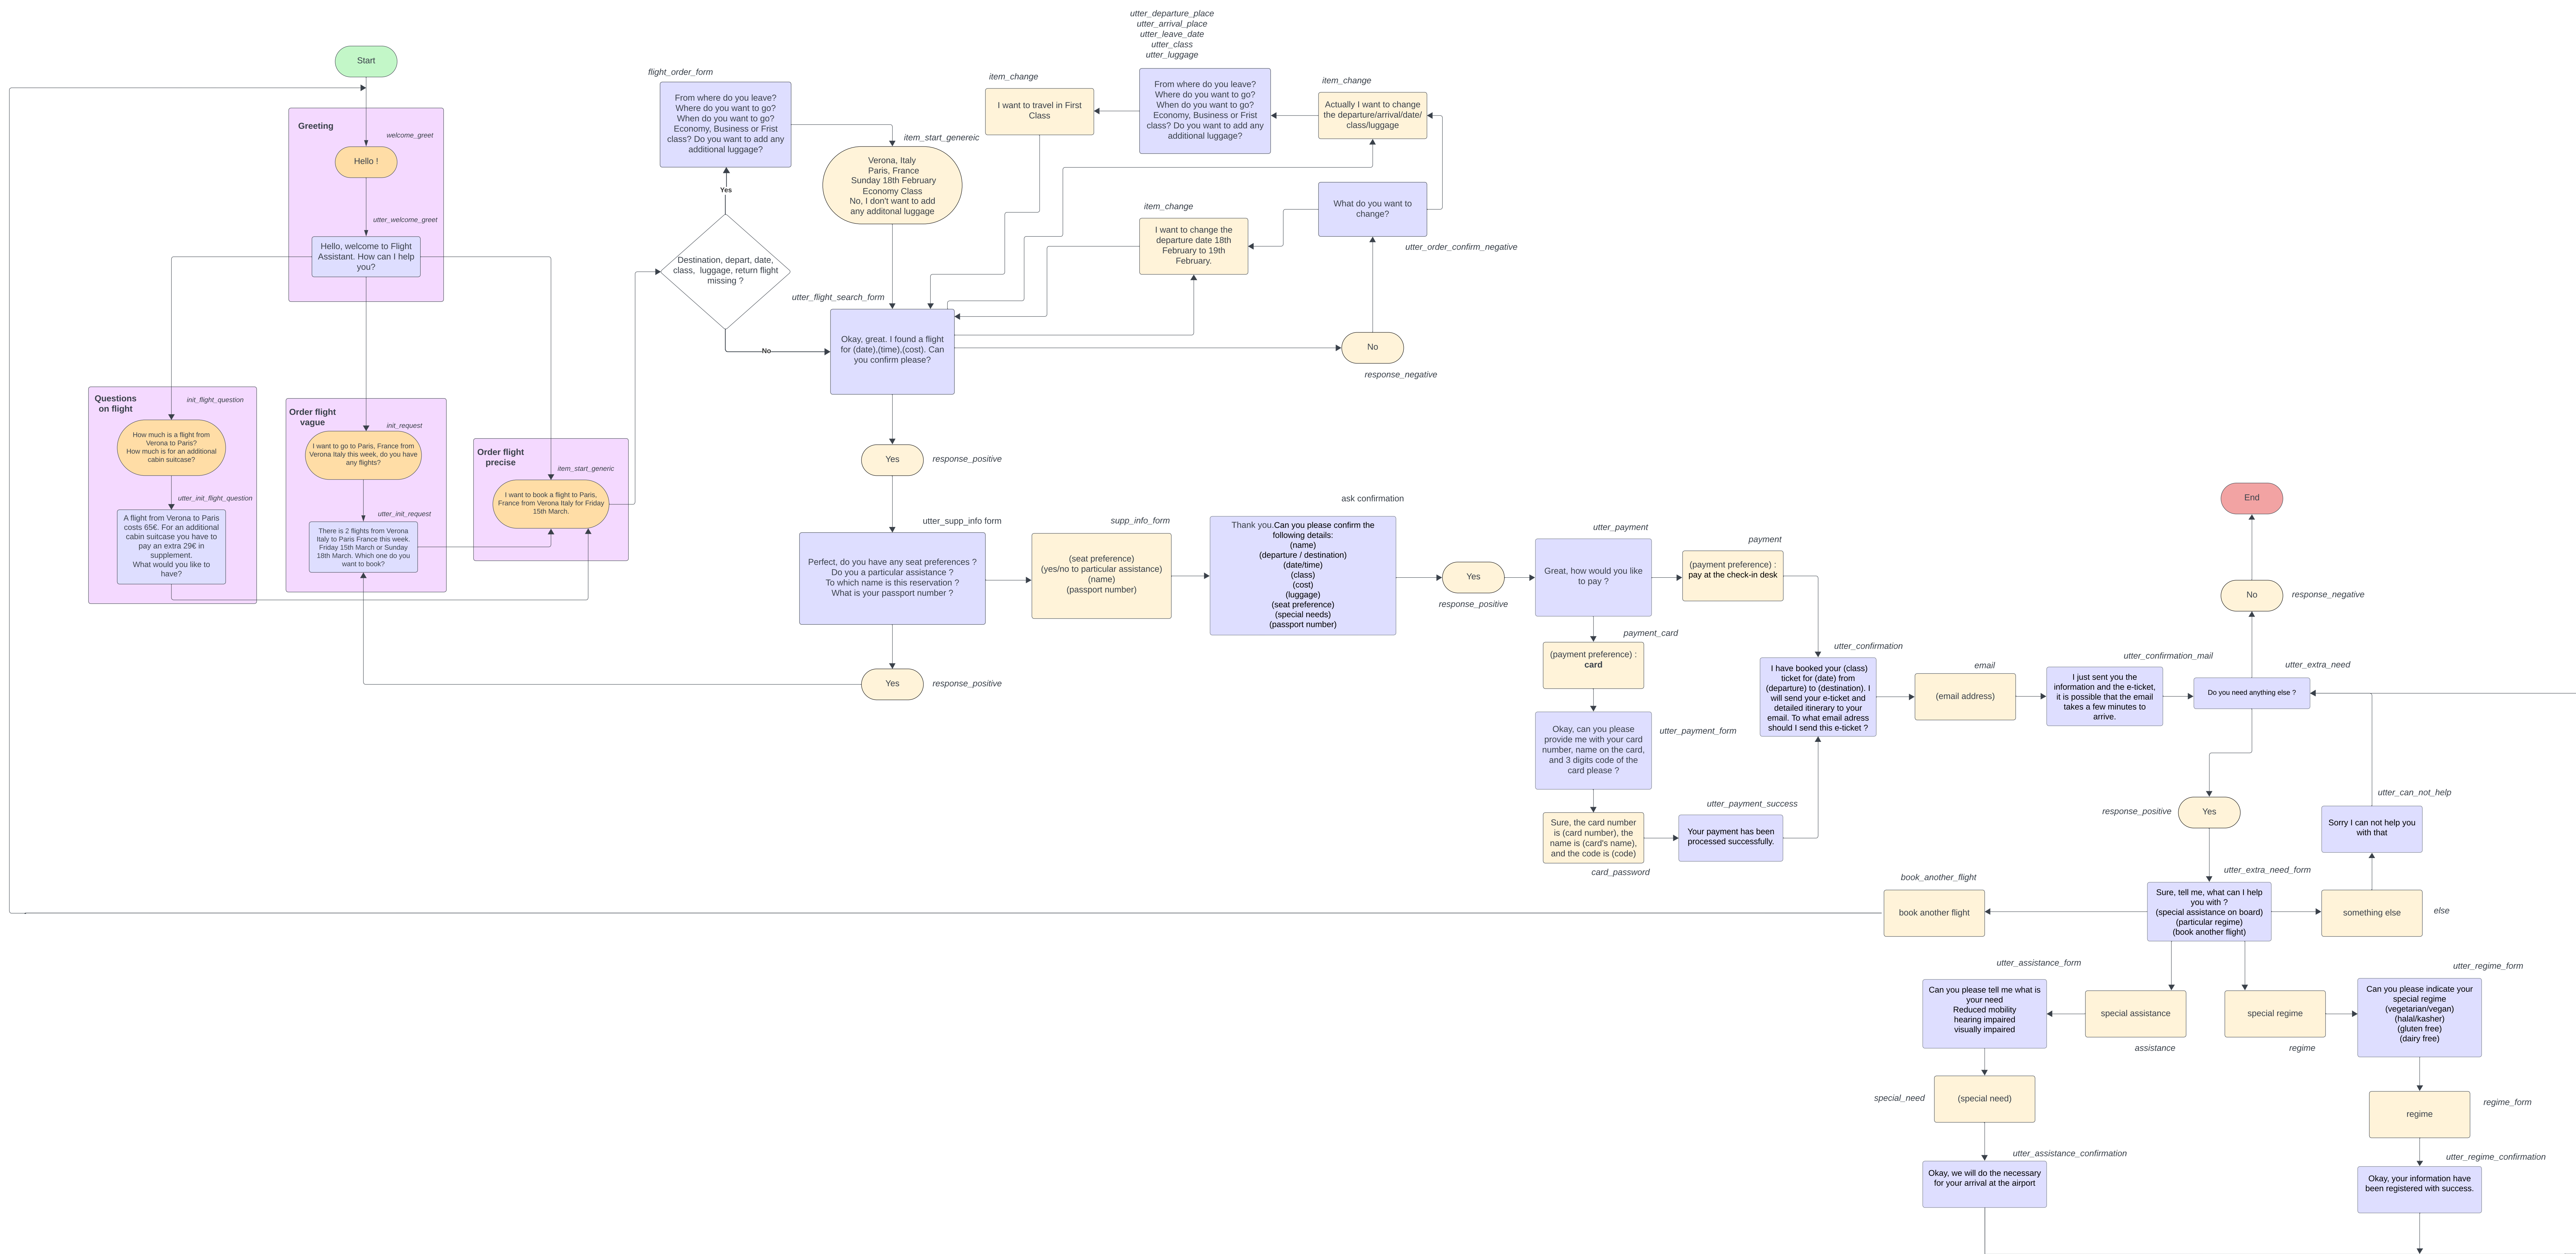 Start
Greeting
welcome_greet
Hello !
utter_welcome_greet
Hello, welcome to Flight
Assistant. How can I help
you?
Questions
on flight
init_flight_question
How much is a flight from
Verona to Paris?
How much is for an additional
cabin suitcase?
utter_init_flight_question
A flight from Verona to Paris
costs 65€. For an additional
cabin suitcase you have to
pay an extra 29€ in
supplement.
What would you like to
have?
Order flight
vague
init_request
I want to go to Paris, France from
Verona Italy this week, do you have
any flights?
utter_init_request
There is 2 flights from Verona
Italy to Paris France this week.
Friday 15th March or Sunday
18th March. Which one do you
want to book?
Order flight
precise
item_start_generic
I want to book a flight to Paris,
France from Verona Italy for Friday
15th March.
flight_order_form
From where do you leave?
Where do you want to go?
When do you want to go?
Economy, Business or Frist
class? Do you want to add any
additional luggage?
Yes
Destination, depart, date,
class,  luggage, return flight
missing ?
No
item_start_genereic
Verona, Italy
Paris, France
Sunday 18th February
Economy Class
No, I don't want to add
any additonal luggage
utter_flight_search_form
Okay, great. I found a flight
for (date),(time),(cost). Can
you confirm please?
item_change
I want to travel in First
Class
utter_departure_place
utter_arrival_place
utter_leave_date
utter_class
utter_luggage
From where do you leave?
Where do you want to go?
When do you want to go?
Economy, Business or Frist
class? Do you want to add any
additional luggage?
item_change
Actually I want to change
the departure/arrival/date/
class/luggage
item_change
I want to change the
departure date 18th
February to 19th
February.
What do you want to
change?
utter_order_confirm_negative
No
response_negative
Yes
response_positive
utter_supp_info form
Perfect, do you have any seat preferences ?
Do you a particular assistance ?
To which name is this reservation ?
What is your passport number ?
Yes
response_positive
supp_info_form
(seat preference)
(yes/no to particular assistance)
(name)
(passport number)
ask confirmation
Thank you.Can you please confirm the
following details:
(name)
(departure / destination)
(date/time)
(class)
(cost)
(luggage)
(seat preference)
(special needs)
(passport number)
Yes
response_positive
utter_payment
Great, how would you like
to pay ?
payment
(payment preference) :
pay at the check-in desk
payment_card
(payment preference) :
card
Okay, can you please
provide me with your card
number, name on the card,
and 3 digits code of the
card please ?
utter_payment_form
Sure, the card number
is (card number), the
name is (card's name),
and the code is (code)
card_password
utter_payment_success
Your payment has been
processed successfully.
utter_confirmation
I have booked your (class)
ticket for (date) from
(departure) to (destination). I
will send your e-ticket and
detailed itinerary to your
email. To what email adress
should I send this e-ticket ?
email
(email address)
utter_confirmation_mail
I just sent you the
information and the e-ticket,
it is possible that the email
takes a few minutes to
arrive.
End
No
response_negative
utter_extra_need
Do you need anything else ?
response_positive
Yes
utter_can_not_help
Sorry I can not help you
with that
utter_extra_need_form
Sure, tell me, what can I help
you with ?
(special assistance on board)
(particular regime)
(book another flight)
book_another_flight
book another flight
something else
else
utter_assistance_form
Can you please tell me what is
your need
Reduced mobility
hearing impaired
visually impaired
special assistance
assistance
special regime
regime
utter_regime_form
Can you please indicate your
special regime
(vegetarian/vegan)
(halal/kasher)
(gluten free)
(dairy free)
special_need
(special need)
regime
regime_form
utter_assistance_confirmation
Okay, we will do the necessary
for your arrival at the airport
utter_regime_confirmation
Okay, your information have
been registered with success.